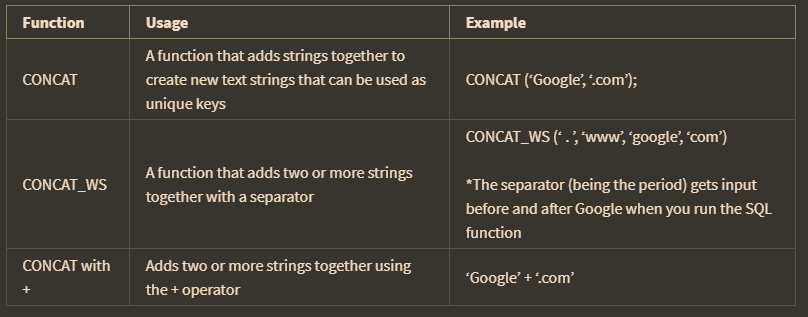 Function Usage Example
A function that adds strings together to
CONCAT create new text strings that can be used as CONCAT (‘Google’, ‘.com’);
unique keys
CONCAT_WS (‘ . ’, ‘www’, ‘google’, ‘com’)
A function that adds two or more strings
CONCAT_WS
together with a separator
*The separator (being the period) gets input
before and after Google when you run the SQL
function
CONCAT with Adds two or more strings together using
+ the + operator
‘Google’ + ‘.com’